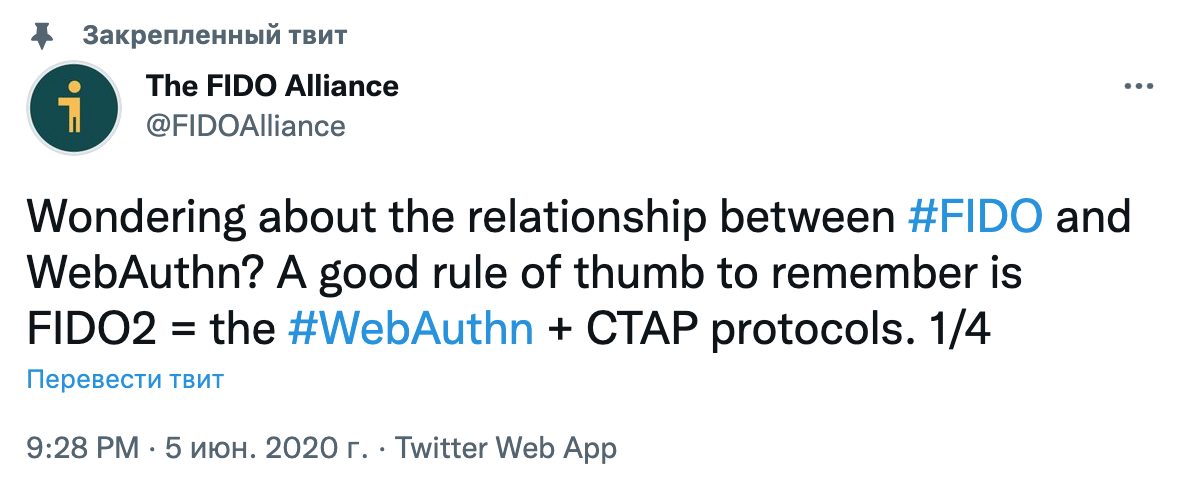 Закрепленный твит
The FIDO Alliance
@FIDOAlliance
Wondering about the relationship between #FIDO and
WebAuthn? A good rule of thumb to remember is
FIDO2 = the #WebAuthn + CTAP protocols. 1/4
Перевести твит
9:28 PM · 5 июн. 2020 г. · Twitter Web App